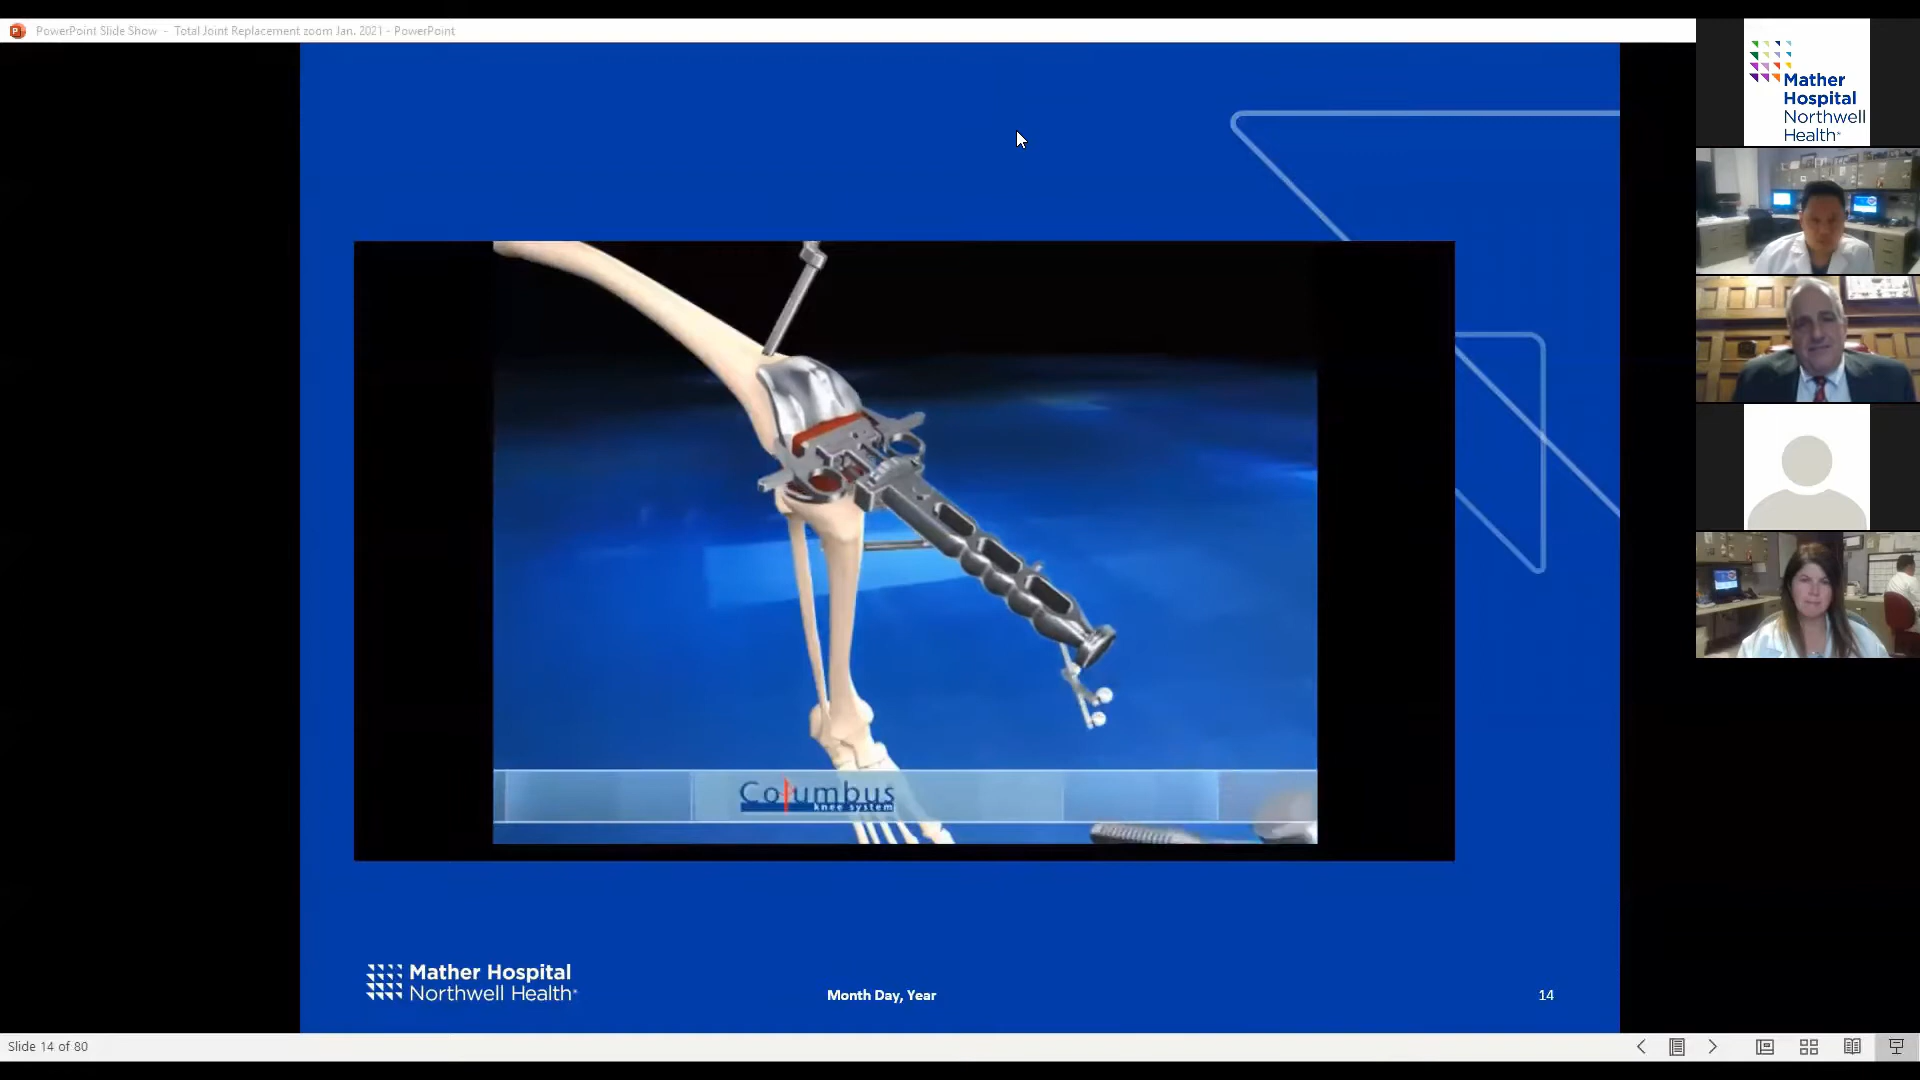 PowerPoint Slide Show - Total Joint Replacement zoom Jan. 2021 - PowerPoint
Mather
Hospital
Northwell
Health
Columbus
knee system
Mather Hospital
Northwell Health
Month Day, Year
14
Slide 14 of 80